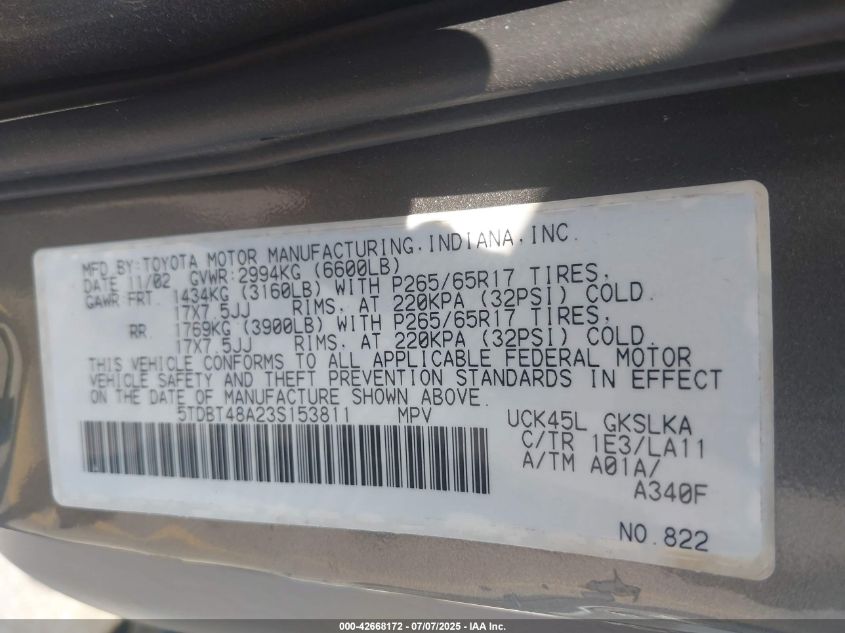 MFD BY:TOYOTA MOTOR MANUFACTURING,INDIANA,INC.
DATE 11/02 GVWR:2994KG (6600LB)
GAWR FRT. 1434KG (3160LB) WITH P265/65R17 TIRES,
17X7.5JJ RIMS, AT 220KPA (32PSI) COLD.
RR. 1769KG (3900LB) WITH P265/65R17 TIRES,
17X7.5JJ RIMS, AT 220KPA (32PSI) COLD.
THIS VEHICLE CONFORMS TO ALL APPLICABLE FEDERAL MOTOR
VEHICLE SAFETY AND THEFT PREVENTION STANDARDS IN EFFECT
ON THE DATE OF MANUFACTURE SHOWN ABOVE.
5TDBT48A23S153811 MPV
UCK45L GKSLKA
C/TR 1E3/LA11
A/TM A01A/
A340F
NO.822
000-42668172 - 07/07/2025 - IAA Inc.